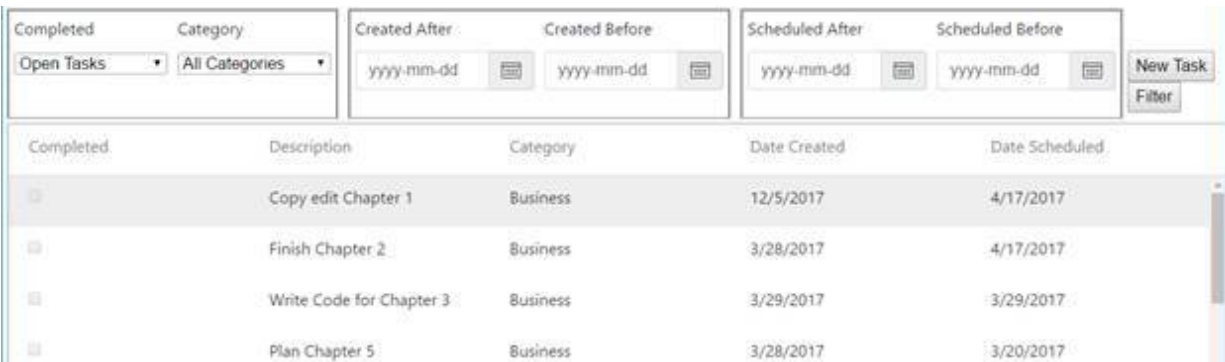 Completed Category Created After Created Before Scheduled After Scheduled Before
Open Tasks All Categories yyyy-mm-dd yyyy-mm-dd yyyy-mm-dd yyyy-mm-dd New Task
Filter
Completed Description Category Date Created Date Scheduled
Copy edit Chapter 1 Business 12/5/2017 4/17/2017
Finish Chapter 2 Business 3/28/2017 4/17/2017
Write Code for Chapter 3 Business 3/29/2017 3/29/2017
Plan Chapter 5 Business 3/28/2017 3/20/2017